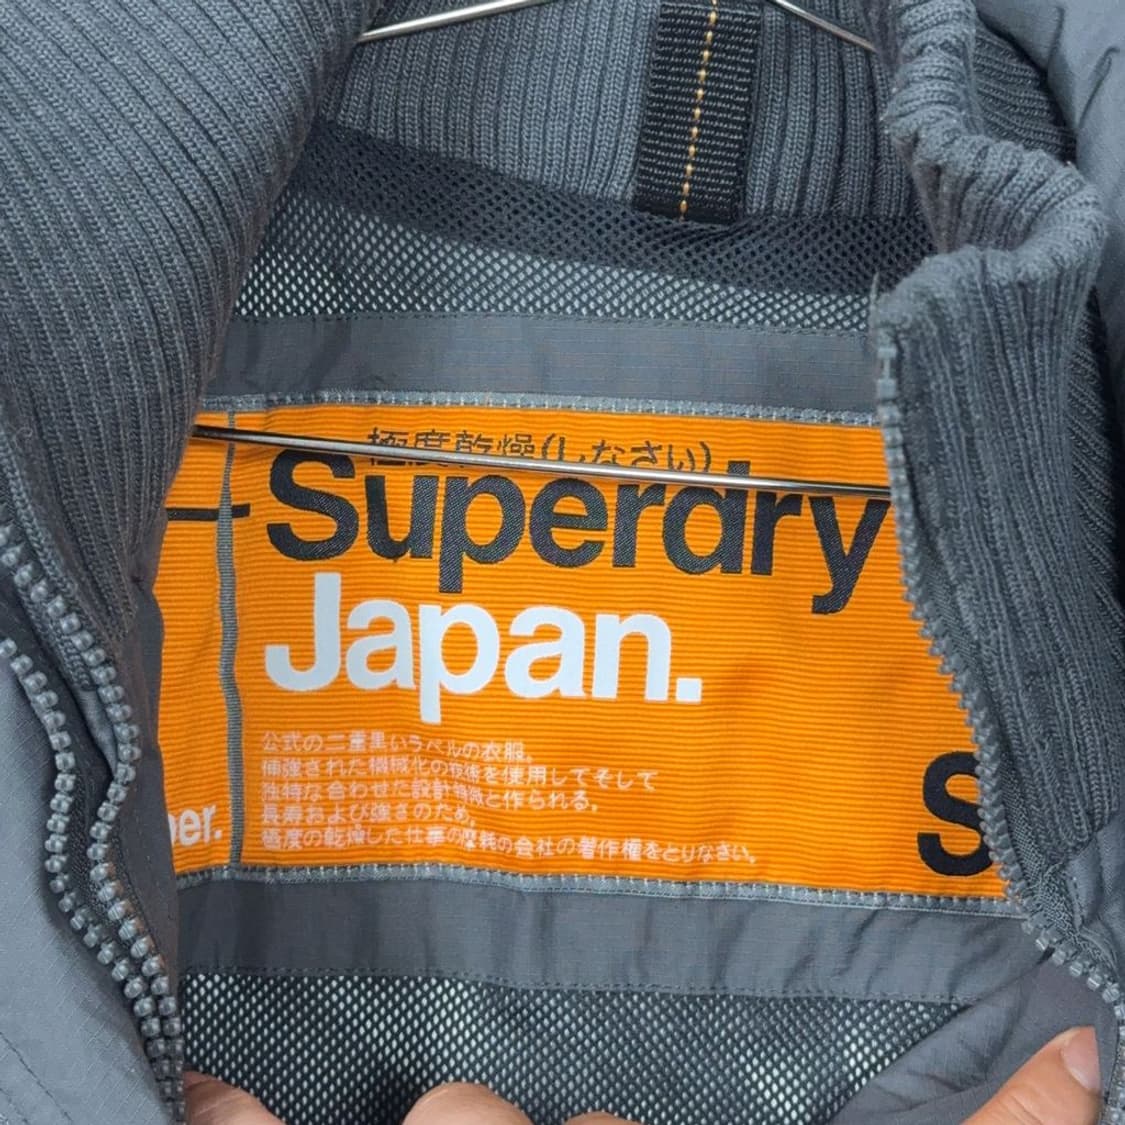 極度乾燥(しなさい)
Superdry
Japan.
公式の二重黒いラベルの衣服。
補強された機械化の技術を使用してそして
独特な合わせた設計特徴と作られる。
長寿および強さのため。
極度の乾燥した仕事の摩耗の会社の著作権をとりなさい。
er.
S